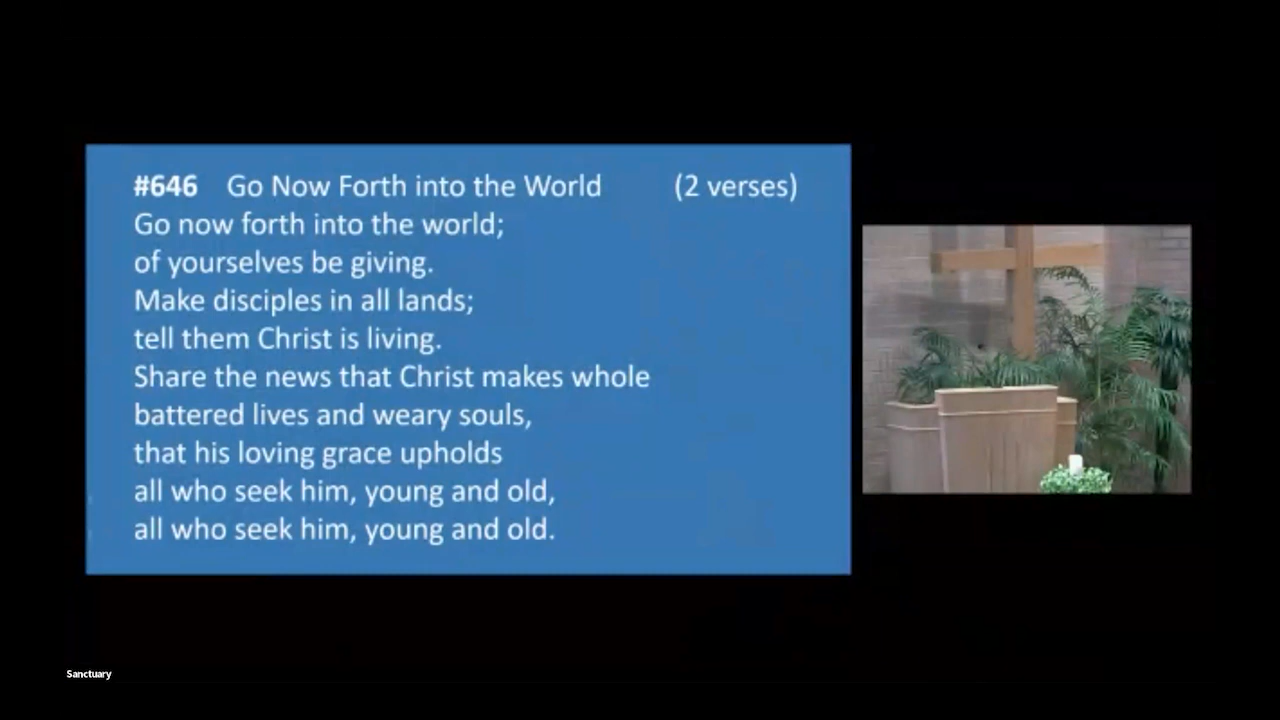 #646 Go Now Forth into the World (2 verses)
Go now forth into the world;
of yourselves be giving.
Make disciples in all lands;
tell them Christ is living.
Share the news that Christ makes whole
battered lives and weary souls,
that his loving grace upholds
all who seek him, young and old,
all who seek him, young and old.
Sanctuary